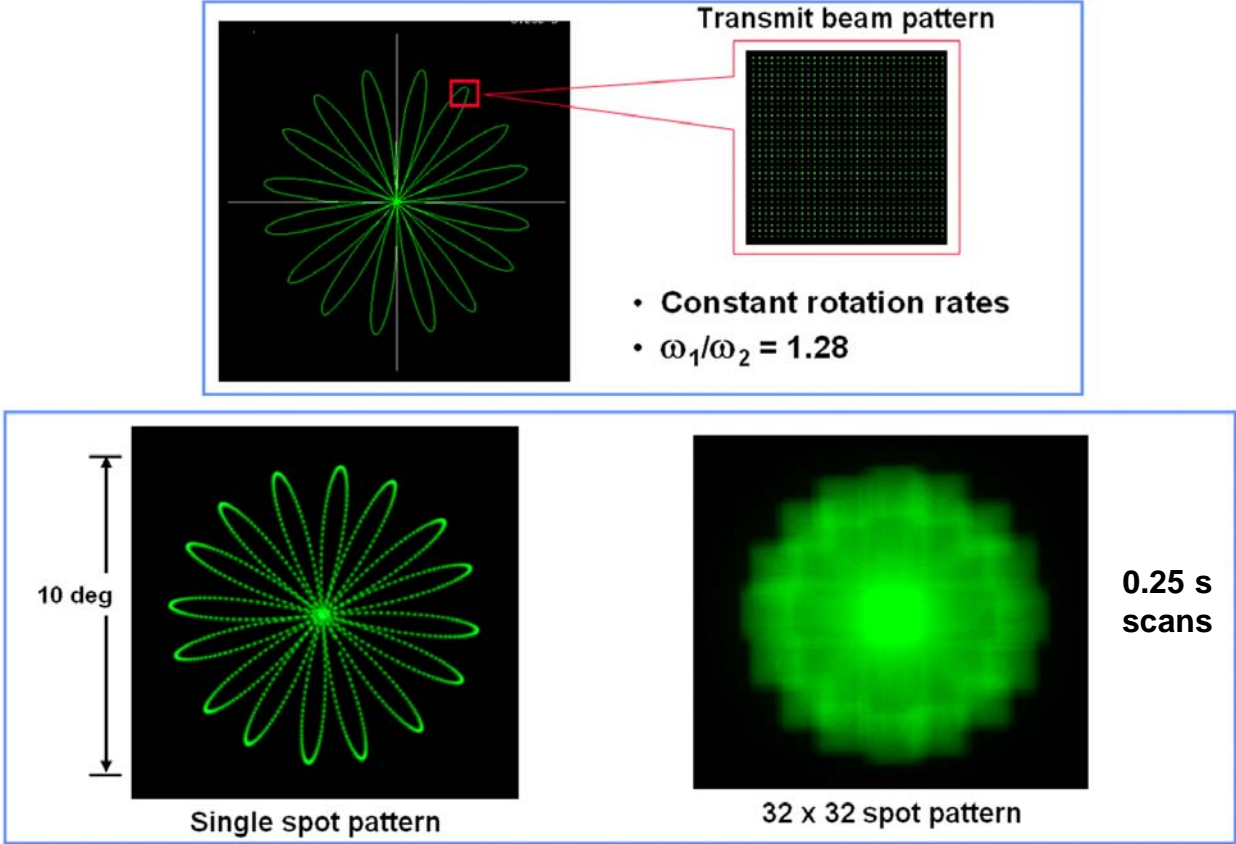 Transmit beam pattern
• Constant rotation rates
• ω₁/ω₂ = 1.28
10 deg
Single spot pattern
32 x 32 spot pattern
0.25 s
scans